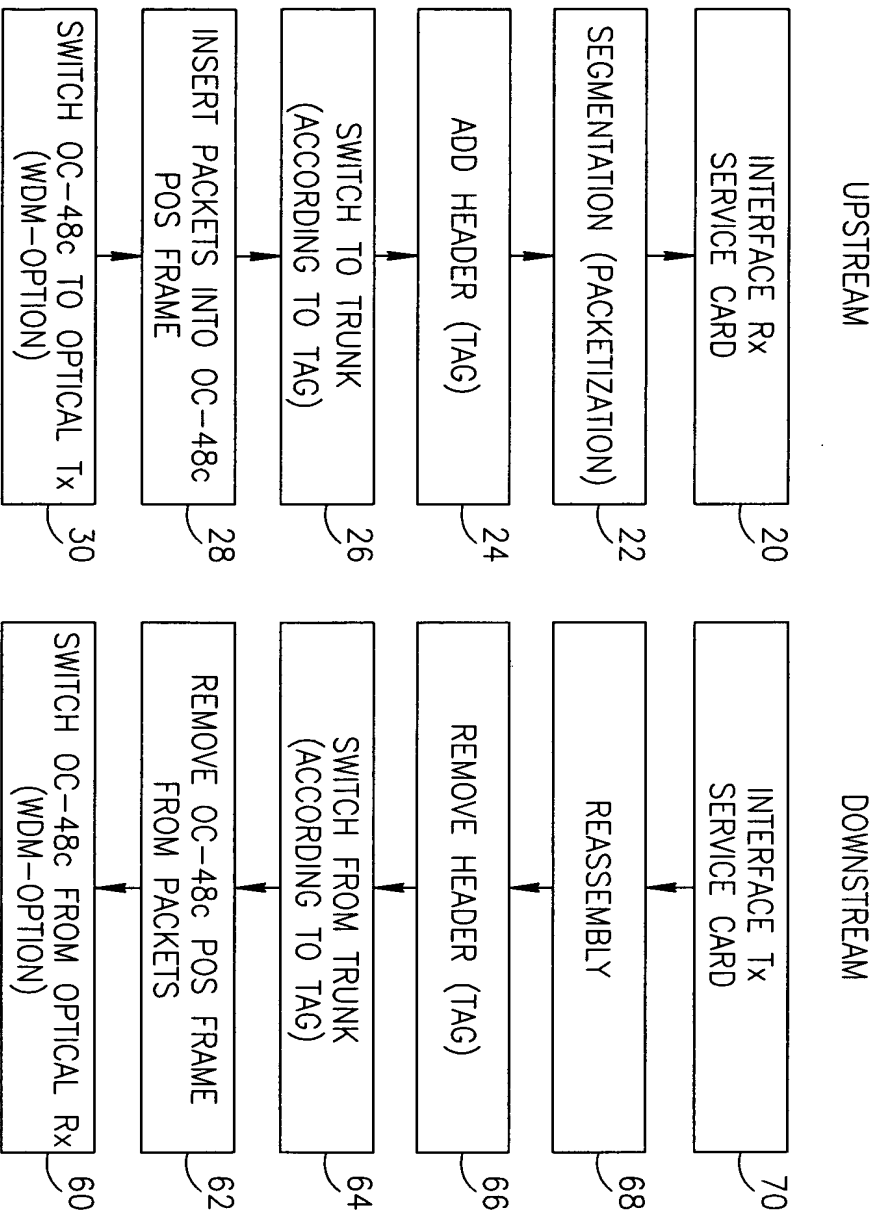 UPSTREAM
INTERFACE Rx
SERVICE CARD
20
SEGMENTATION (PACKETIZATION)
22
ADD HEADER (TAG)
24
SWITCH TO TRUNK
(ACCORDING TO TAG)
26
INSERT PACKETS INTO OC-48c
POS FRAME
28
SWITCH OC-48c TO OPTICAL Tx
(WDM-OPTION)
30
DOWNSTREAM
INTERFACE Tx
SERVICE CARD
70
REASSEMBLY
68
REMOVE HEADER (TAG)
66
SWITCH FROM TRUNK
(ACCORDING TO TAG)
64
REMOVE OC-48c POS FRAME
FROM PACKETS
62
SWITCH OC-48c FROM OPTICAL Rx
(WDM-OPTION)
60